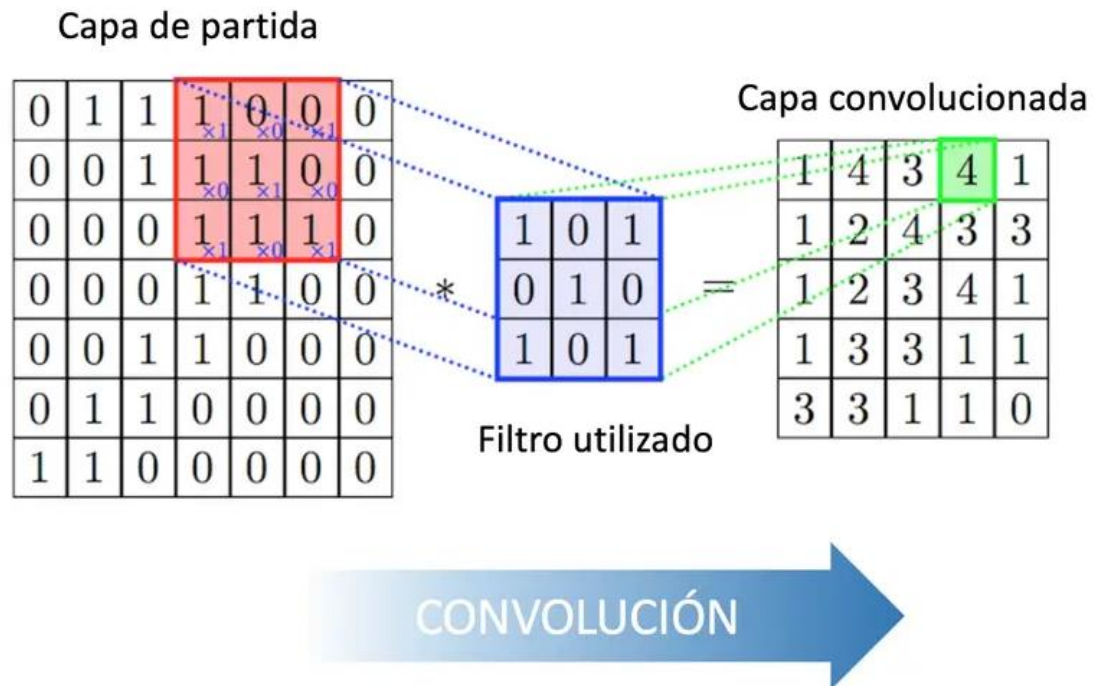 Capa de partida
Capa convolucionada
0 1 1 1×1 0×0 0×1 0
0 0 1 1×0 1×1 0×0 0
0 0 0 1×1 1×0 1×1 0
0 0 0 1 1 0 0
0 0 1 1 0 0 0
0 1 1 0 0 0 0
1 1 0 0 0 0 0
*
1 0 1
0 1 0
1 0 1
Filtro utilizado
=
1 4 3 4 1
1 2 4 3 3
1 2 3 4 1
1 3 3 1 1
3 3 1 1 0
CONVOLUCIÓN